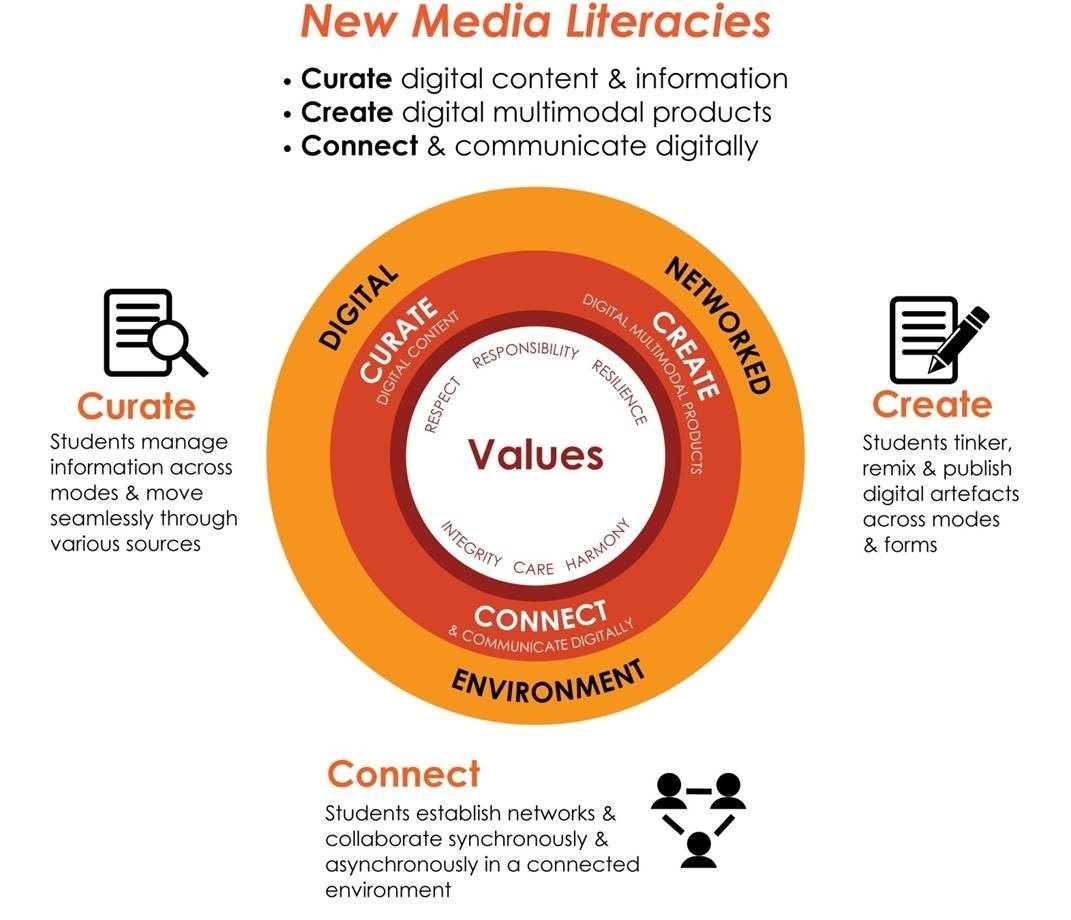 New Media Literacies
• Curate digital content & information
• Create digital multimodal products
• Connect & communicate digitally
DIGITAL
NETWORKED
ENVIRONMENT
CURATE
DIGITAL CONTENT
CREATE
DIGITAL MULTIMODAL PRODUCTS
CONNECT
& COMMUNICATE DIGITALLY
RESPECT
RESPONSIBILITY
RESILIENCE
Values
INTEGRITY
CARE
HARMONY
Curate
Students manage
information across
modes & move
seamlessly through
various sources
Create
Students tinker,
remix & publish
digital artefacts
across modes
& forms
Connect
Students establish networks &
collaborate synchronously &
asynchronously in a connected
environment